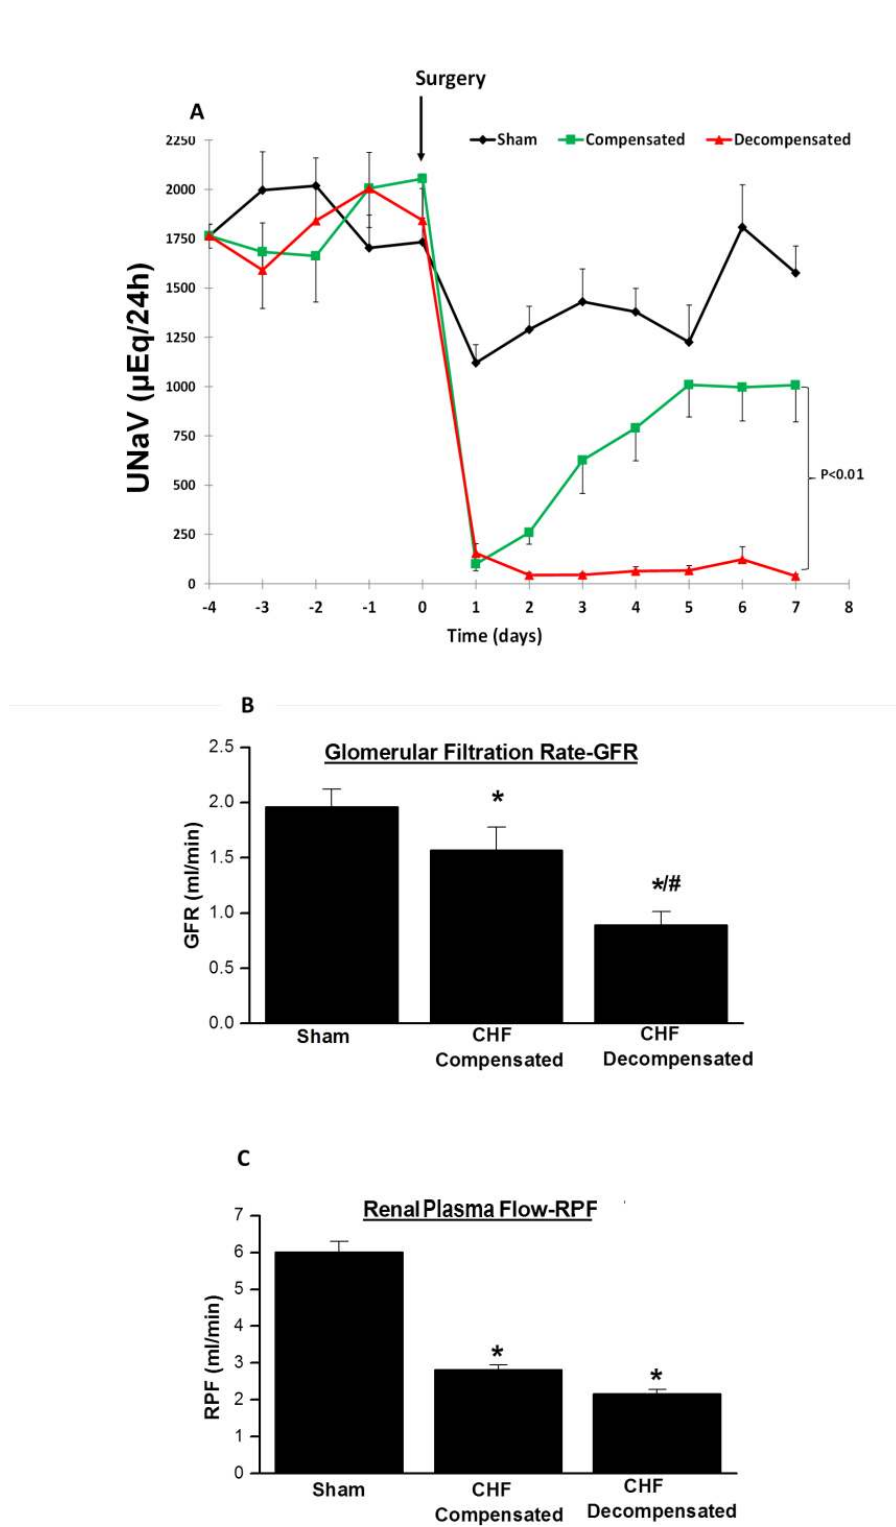 Surgery
A
Sham Compensated Decompensated
2250
2000
1750
1500
1250
1000
750
500
250
0
UNaV (µEq/24h)
P<0.01
-4 -3 -2 -1 0 1 2 3 4 5 6 7 8
Time (days)
B
Glomerular Filtration Rate-GFR
2.5
2.0
1.5
1.0
0.5
0.0
GFR (ml/min)
*
*/#
Sham CHF CHF
Compensated Decompensated
C
Renal Plasma Flow-RPF
7
6
5
4
3
2
1
0
RPF (ml/min)
*
*
Sham CHF CHF
Compensated Decompensated